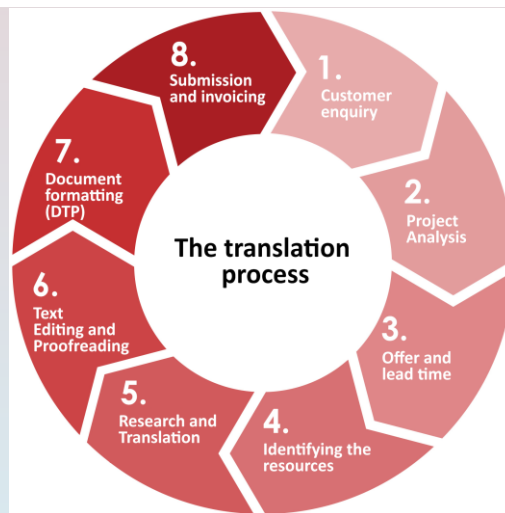 The translation
process
1.
Customer
enquiry
2.
Project
Analysis
3.
Offer and
lead time
4.
Identifying the
resources
5.
Research and
Translation
6.
Text
Editing and
Proofreading
7.
Document
formatting
(DTP)
8.
Submission
and invoicing